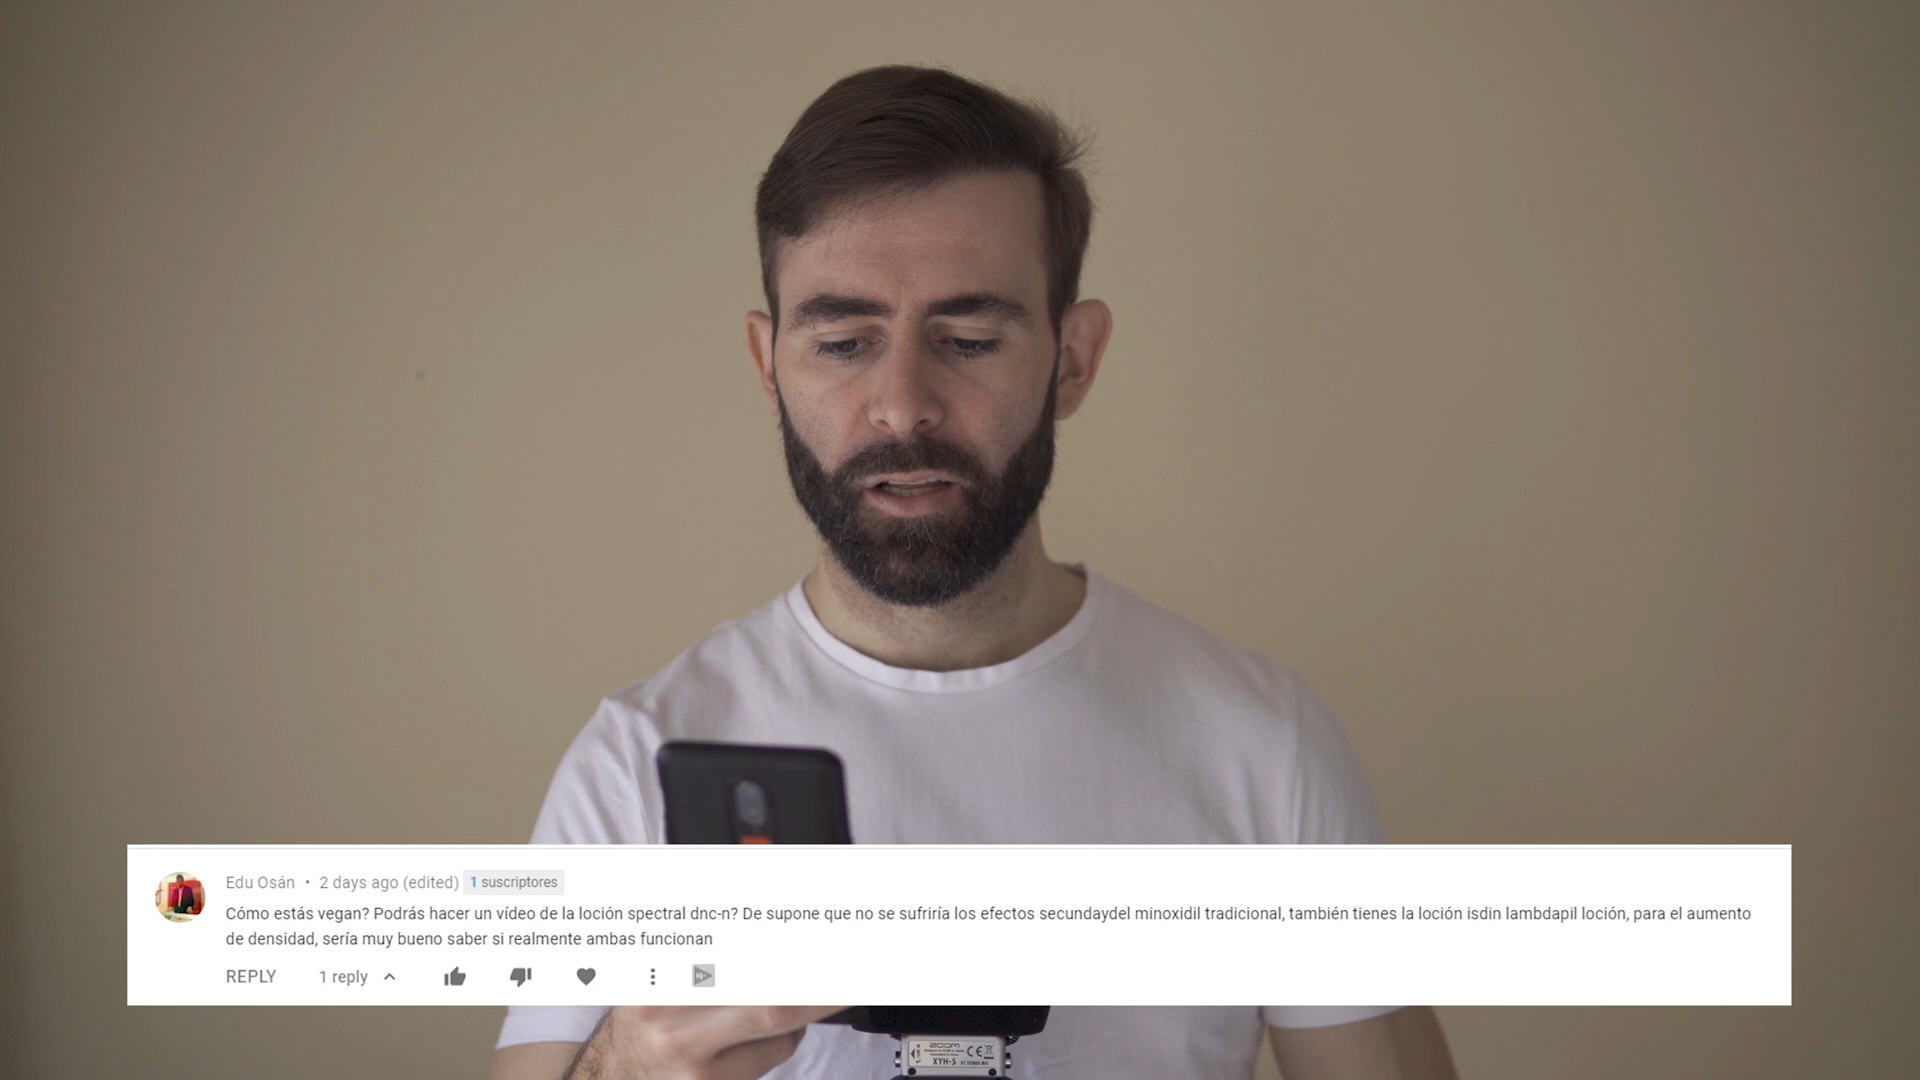 Edu Osán • 2 days ago (edited) 1 suscriptores
Cómo estás vegan? Podrás hacer un vídeo de la loción spectral dnc-n? De supone que no se sufriría los efectos secundaydel minoxidil tradicional, también tienes la loción isdin lambdapil loción, para el aumento
de densidad, sería muy bueno saber si realmente ambas funcionan
REPLY 1 reply
ZOOM
XYH-5 XY STEREO MIC